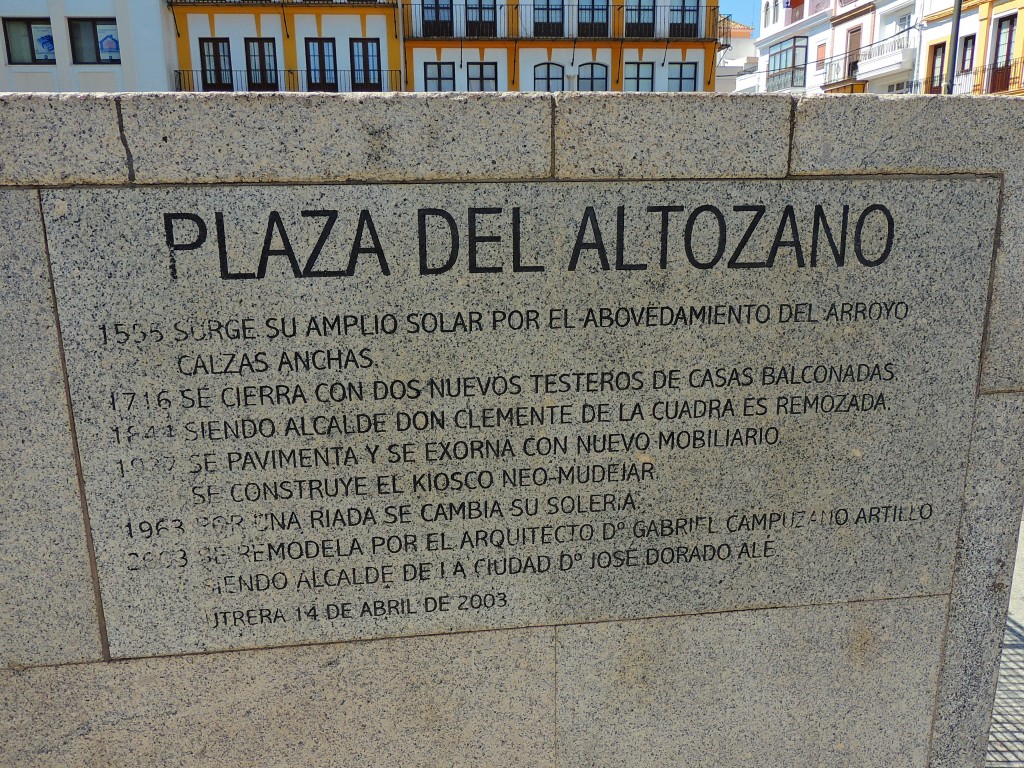 PLAZA DEL ALTOZANO
SURGE SU AMPLIO SOLAR POR EL ABOVEDAMIENTO DEL ARROYO
CALZAS ANCHAS.
1716 SE CIERRA CON DOS NUEVOS TESTEROS DE CASAS BALCONADAS.
SIENDO ALCALDE DON CLEMENTE DE LA CUADRA ES REMOZADA.
SE PAVIMENTA Y SE EXORNA CON NUEVO MOBILIARIO
SE CONSTRUYE EL KIOSCO NEO-MUDEJAR.
1963 POR UNA RIADA SE CAMBIA SU SOLERIA.
2003 SE REMODELA POR EL ARQUITECTO Dº GABRIEL CAMPUZANO ARTILLO
SIENDO ALCALDE DE LA CIUDAD Dº JOSÉ DORADO ALÉ
UTRERA 14 DE ABRIL DE 2003